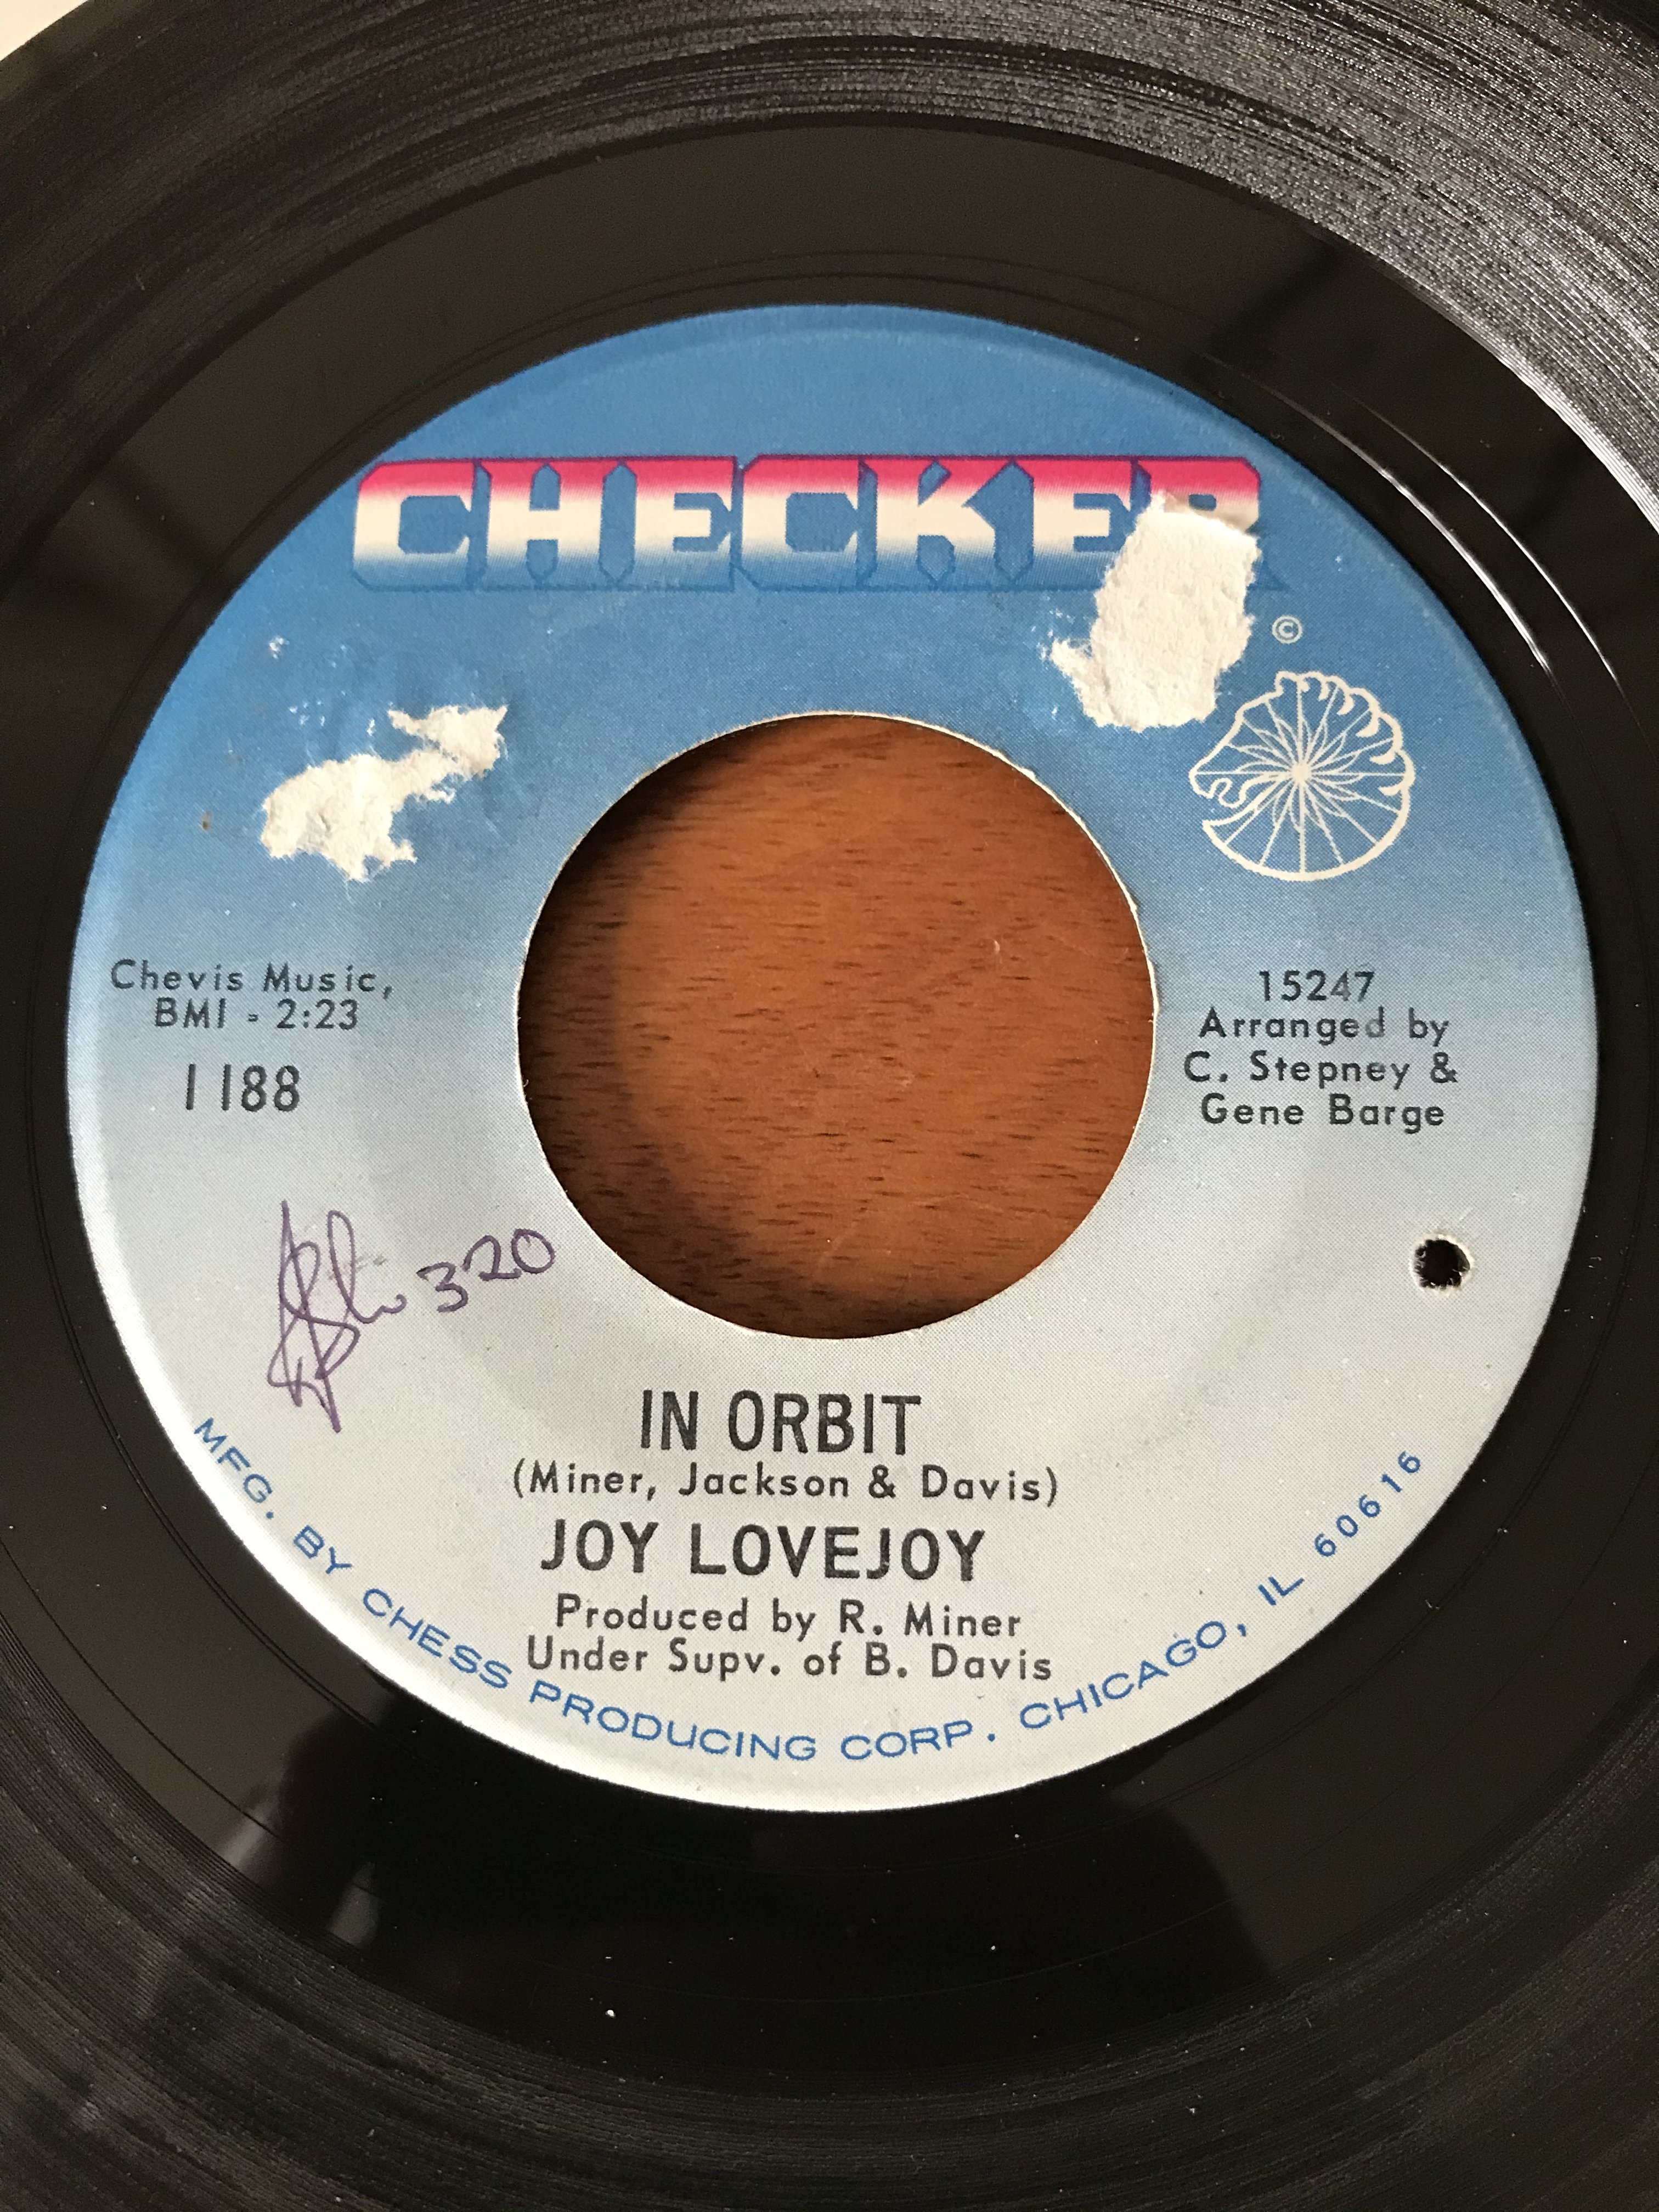 CHECKER
©
Chevis Music,
BMI - 2:23
1188
15247
Arranged by
C. Stepney &
Gene Barge
320
IN ORBIT
(Miner, Jackson & Davis)
JOY LOVEJOY
Produced by R. Miner
Under Supv. of B. Davis
MFG. BY CHESS PRODUCING CORP. CHICAGO, IL 60616